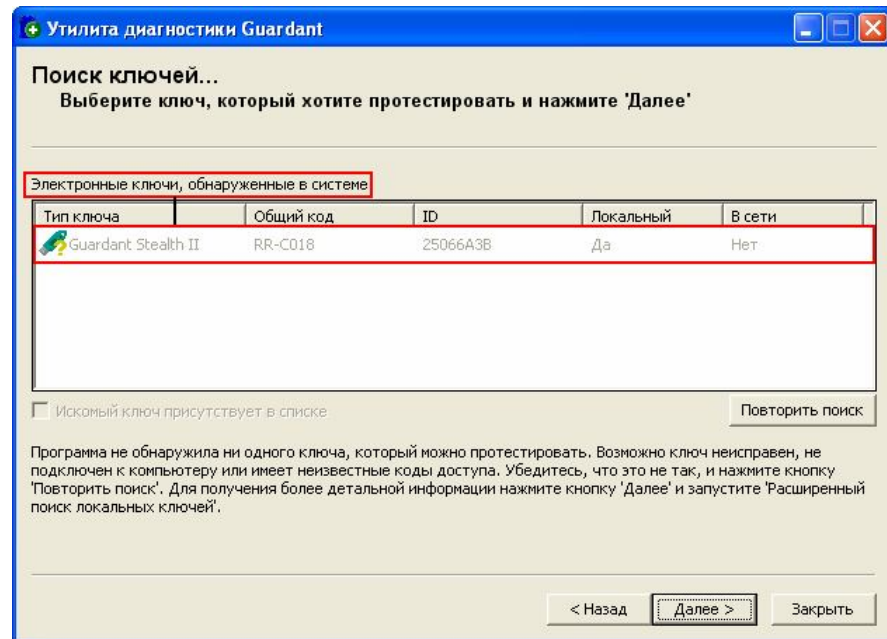 Утилита диагностики Guardant
Поиск ключей...
Выберите ключ, который хотите протестировать и нажмите 'Далее'
Электронные ключи, обнаруженные в системе
Тип ключа Общий код ID Локальный В сети
Guardant Stealth II RR-C018 25066A3B Да Нет
Искомый ключ присутствует в списке
Повторить поиск
Программа не обнаружила ни одного ключа, который можно протестировать. Возможно ключ неисправен, не
подключен к компьютеру или имеет неизвестные коды доступа. Убедитесь, что это не так, и нажмите кнопку
'Повторить поиск'. Для получения более детальной информации нажмите кнопку 'Далее' и запустите 'Расширенный
поиск локальных ключей'.
< Назад Далее > Закрыть